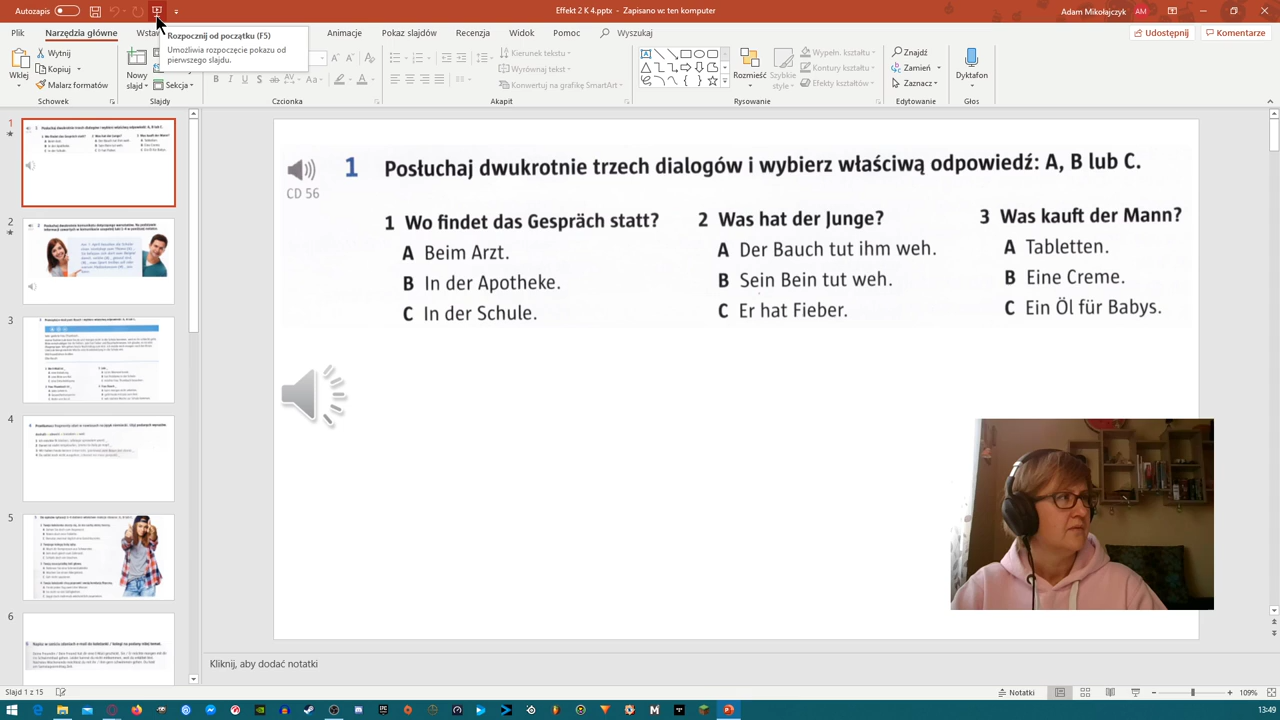 Autozapis
Effekt 2 K 4.pptx - Zapisano w: ten komputer
Adam Mikołajczyk
Plik
Narzędzia główne
Wstaw
Animacje
Pokaz slajdów
Recenzja
Widok
Pomoc
Wyszukaj
Udostępnij
Komentarze
Rozpocznij od początku (F5)
Umożliwia rozpoczęcie pokazu od
pierwszego slajdu.
Wklej
Wytnij
Kopiuj
Malarz formatów
Nowy
slajd
Sekcja
Kierunek tekstu
Wyrównaj tekst
Konwertuj na grafikę SmartArt
Rozmieść
Szybkie
style
Wypełn. kształtu
Kontury kształtu
Efekty kształtów
Znajdź
Zamień
Zaznacz
Dyktafon
Schowek
Slajdy
Czcionka
Akapit
Rysowanie
Edytowanie
Głos
1
2
3
4
5
6
CD 56
1 Posłuchaj dwukrotnie trzech dialogów i wybierz właściwą odpowiedź: A, B lub C.
1 Wo findet das Gespräch statt?
A Beim Arzt.
B In der Apotheke.
C In der Schule.
2 Was hat der Junge?
A Der Bauch tut ihm weh.
B Sein Bein tut weh.
C Er hat Fieber.
3 Was kauft der Mann?
A Tabletten.
B Eine Creme.
C Ein Öl für Babys.
Kliknij, aby dodać notatki
Slajd 1 z 15
Notatki
109%
13:49